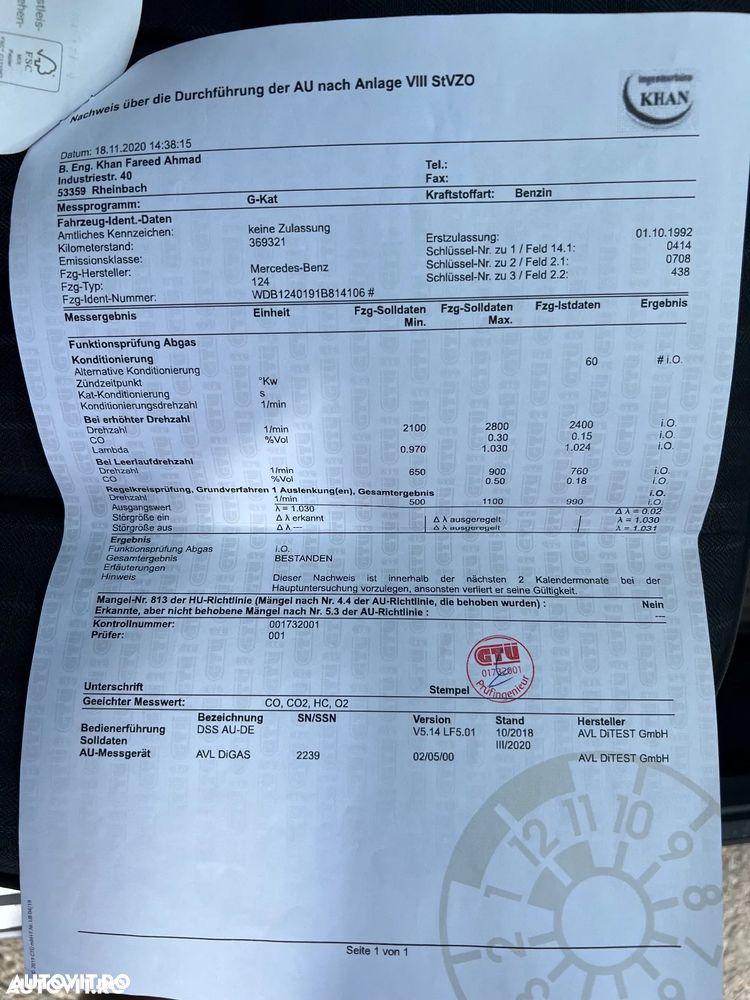 stleis-
ehen-
FSC
MIX
Nachweis über die Durchführung der AU nach Anlage VIII StVZO
Ingenieurbüro
KHAN
Datum: 18.11.2020 14:38:15
B. Eng. Khan Fareed Ahmad
Industriestr. 40
53359 Rheinbach
Tel.:
Fax:
Messprogramm: G-Kat Kraftstoffart: Benzin
Fahrzeug-Ident.-Daten
Amtliches Kennzeichen: keine Zulassung Erstzulassung: 01.10.1992
Kilometerstand: 369321 Schlüssel-Nr. zu 1 / Feld 14.1: 0414
Emissionsklasse: Schlüssel-Nr. zu 2 / Feld 2.1: 0708
Fzg-Hersteller: Mercedes-Benz Schlüssel-Nr. zu 3 / Feld 2.2: 438
Fzg-Typ: 124
Fzg-Ident-Nummer: WDB1240191B814106 #
Messergebnis Einheit Fzg-Solldaten Min. Fzg-Solldaten Max. Fzg-Istdaten Ergebnis
Funktionsprüfung Abgas
Konditionierung
Alternative Konditionierung 60 # i.O.
Zündzeitpunkt °Kw
Kat-Konditionierung s
Konditionierungsdrehzahl 1/min
Bei erhöhter Drehzahl
Drehzahl 1/min 2100 2800 2400 i.O.
CO %Vol 0.30 0.15 i.O.
Lambda 0.970 1.030 1.024 i.O.
Bei Leerlaufdrehzahl
Drehzahl 1/min 650 900 760 i.O.
CO %Vol 0.50 0.18 i.O.
Regelkreisprüfung, Grundverfahren 1 Auslenkung(en), Gesamtergebnis i.O.
Drehzahl 1/min 500 1100 990 i.O.
Ausgangswert λ = 1.030 Δ λ = 0.02
Störgröße ein Δ λ erkannt Δ λ ausgeregelt λ = 1.030
Störgröße aus Δ λ --- Δ λ ausgeregelt λ = 1.031
Ergebnis
Funktionsprüfung Abgas i.O.
Gesamtergebnis BESTANDEN
Erläuterungen
Hinweis Dieser Nachweis ist innerhalb der nächsten 2 Kalendermonate bei der
Hauptuntersuchung vorzulegen, ansonsten verliert er seine Gültigkeit.
Mangel-Nr. 813 der HU-Richtlinie (Mängel nach Nr. 4.4 der AU-Richtlinie, die behoben wurden) : Nein
Erkannte, aber nicht behobene Mängel nach Nr. 5.3 der AU-Richtlinie : ---
Kontrollnummer: 001732001
Prüfer: 001
GTÜ
01732001
Prüfingenieur
Unterschrift Stempel
Geeichter Messwert: CO, CO2, HC, O2
Bezeichnung SN/SSN Version Stand Hersteller
Bedienerführung DSS AU-DE V5.14 LF5.01 10/2018 AVL DiTEST GmbH
Solldaten III/2020
AU-Messgerät AVL DiGAS 2239 02/05/00 AVL DiTEST GmbH
12 11 10 9 8 7
1 2
Seite 1 von 1
AUTOVIT.RO